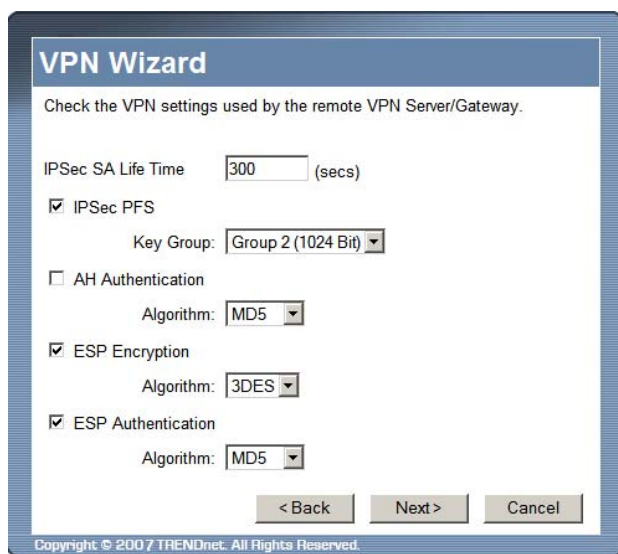 VPN Wizard
Check the VPN settings used by the remote VPN Server/Gateway.
IPSec SA Life Time 300 (secs)
IPSec PFS
Key Group: Group 2 (1024 Bit)
AH Authentication
Algorithm: MD5
ESP Encryption
Algorithm: 3DES
ESP Authentication
Algorithm: MD5
< Back Next > Cancel
Copyright © 2007 TRENDnet. All Rights Reserved.